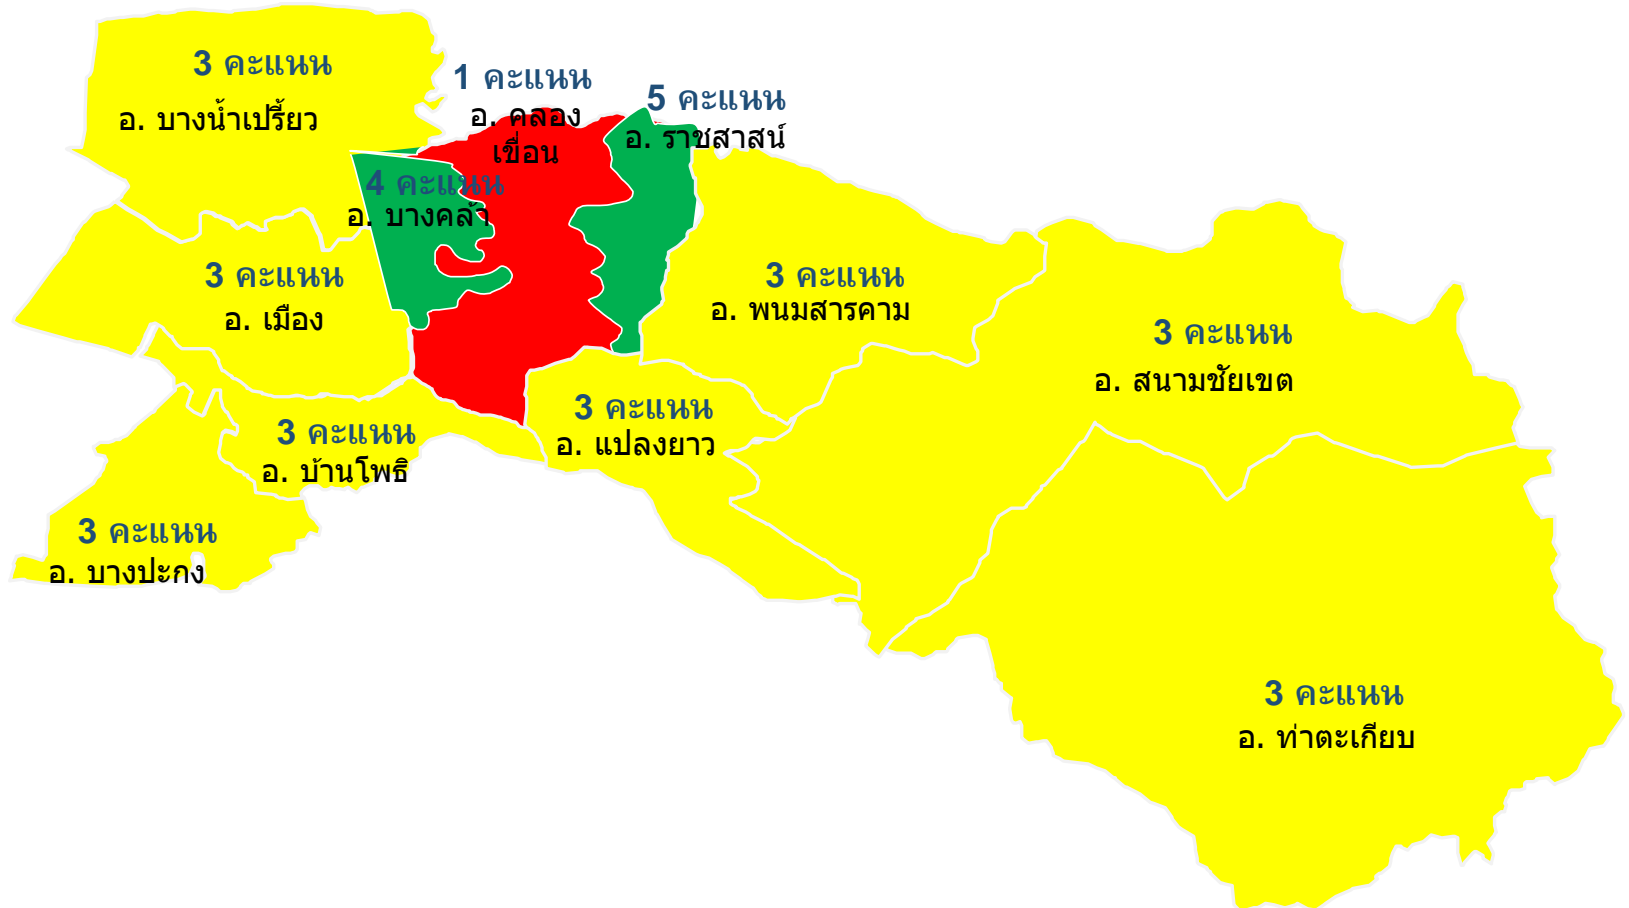 3 คะแนน
อ. บางน้ำเปรี้ยว
1 คะแนน
อ. คลอง
เขื่อน
5 คะแนน
อ. ราชสาสน์
4 คะแนน
อ. บางคล้า
3 คะแนน
อ. เมือง
3 คะแนน
อ. พนมสารคาม
3 คะแนน
อ. สนามชัยเขต
3 คะแนน
อ. แปลงยาว
3 คะแนน
อ. บ้านโพธิ
3 คะแนน
อ. บางปะกง
3 คะแนน
อ. ท่าตะเกียบ